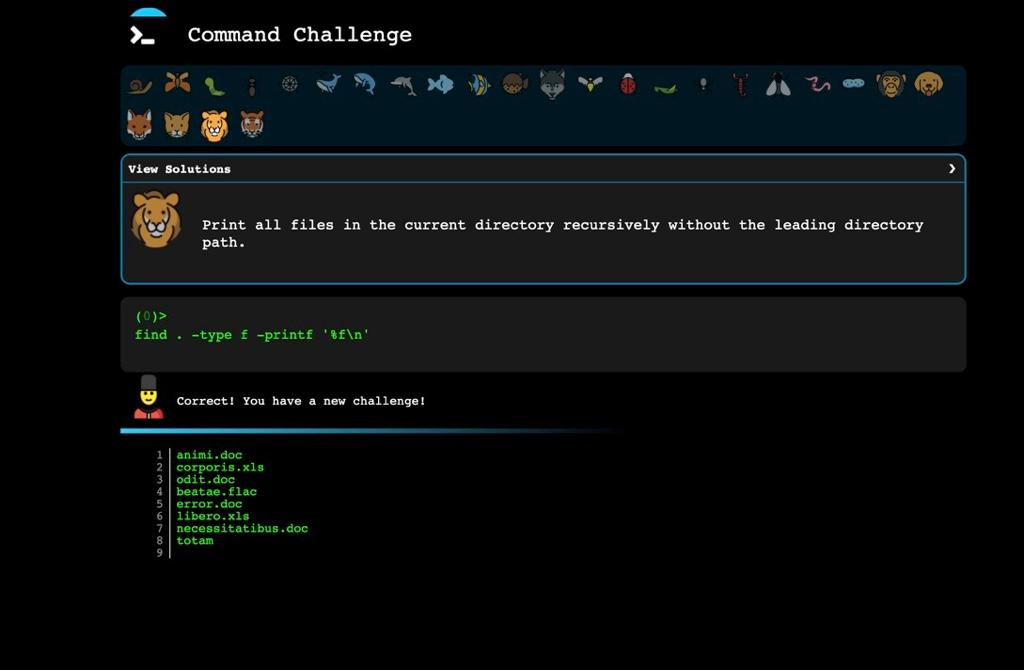 Command Challenge
View Solutions ❯
Print all files in the current directory recursively without the leading directory
path.
(0)>
find . -type f -printf '%f\n'
Correct! You have a new challenge!
1 animi.doc
2 corporis.xls
3 odit.doc
4 beatae.flac
5 error.doc
6 libero.xls
7 necessitatibus.doc
8 totam
9